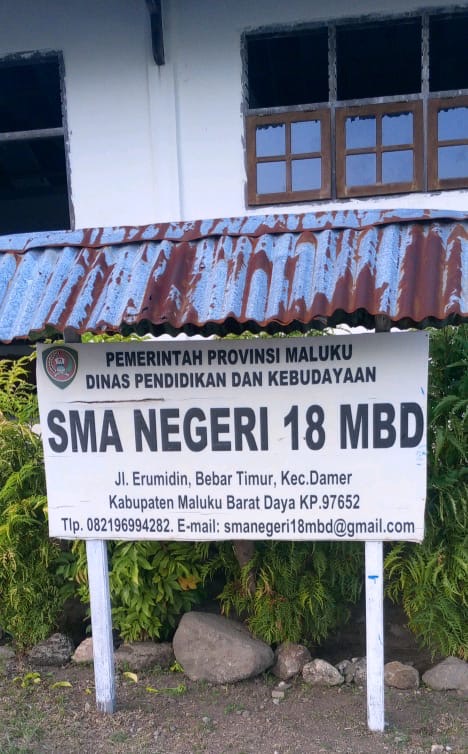 PEMERINTAH PROVINSI MALUKU
DINAS PENDIDIKAN DAN KEBUDAYAAN
SMA NEGERI 18 MBD
Jl. Erumidin, Bebar Timur, Kec.Damer
Kabupaten Maluku Barat Daya KP.97652
Tlp. 082196994282. E-mail: smanegeri18mbd@gmail.com